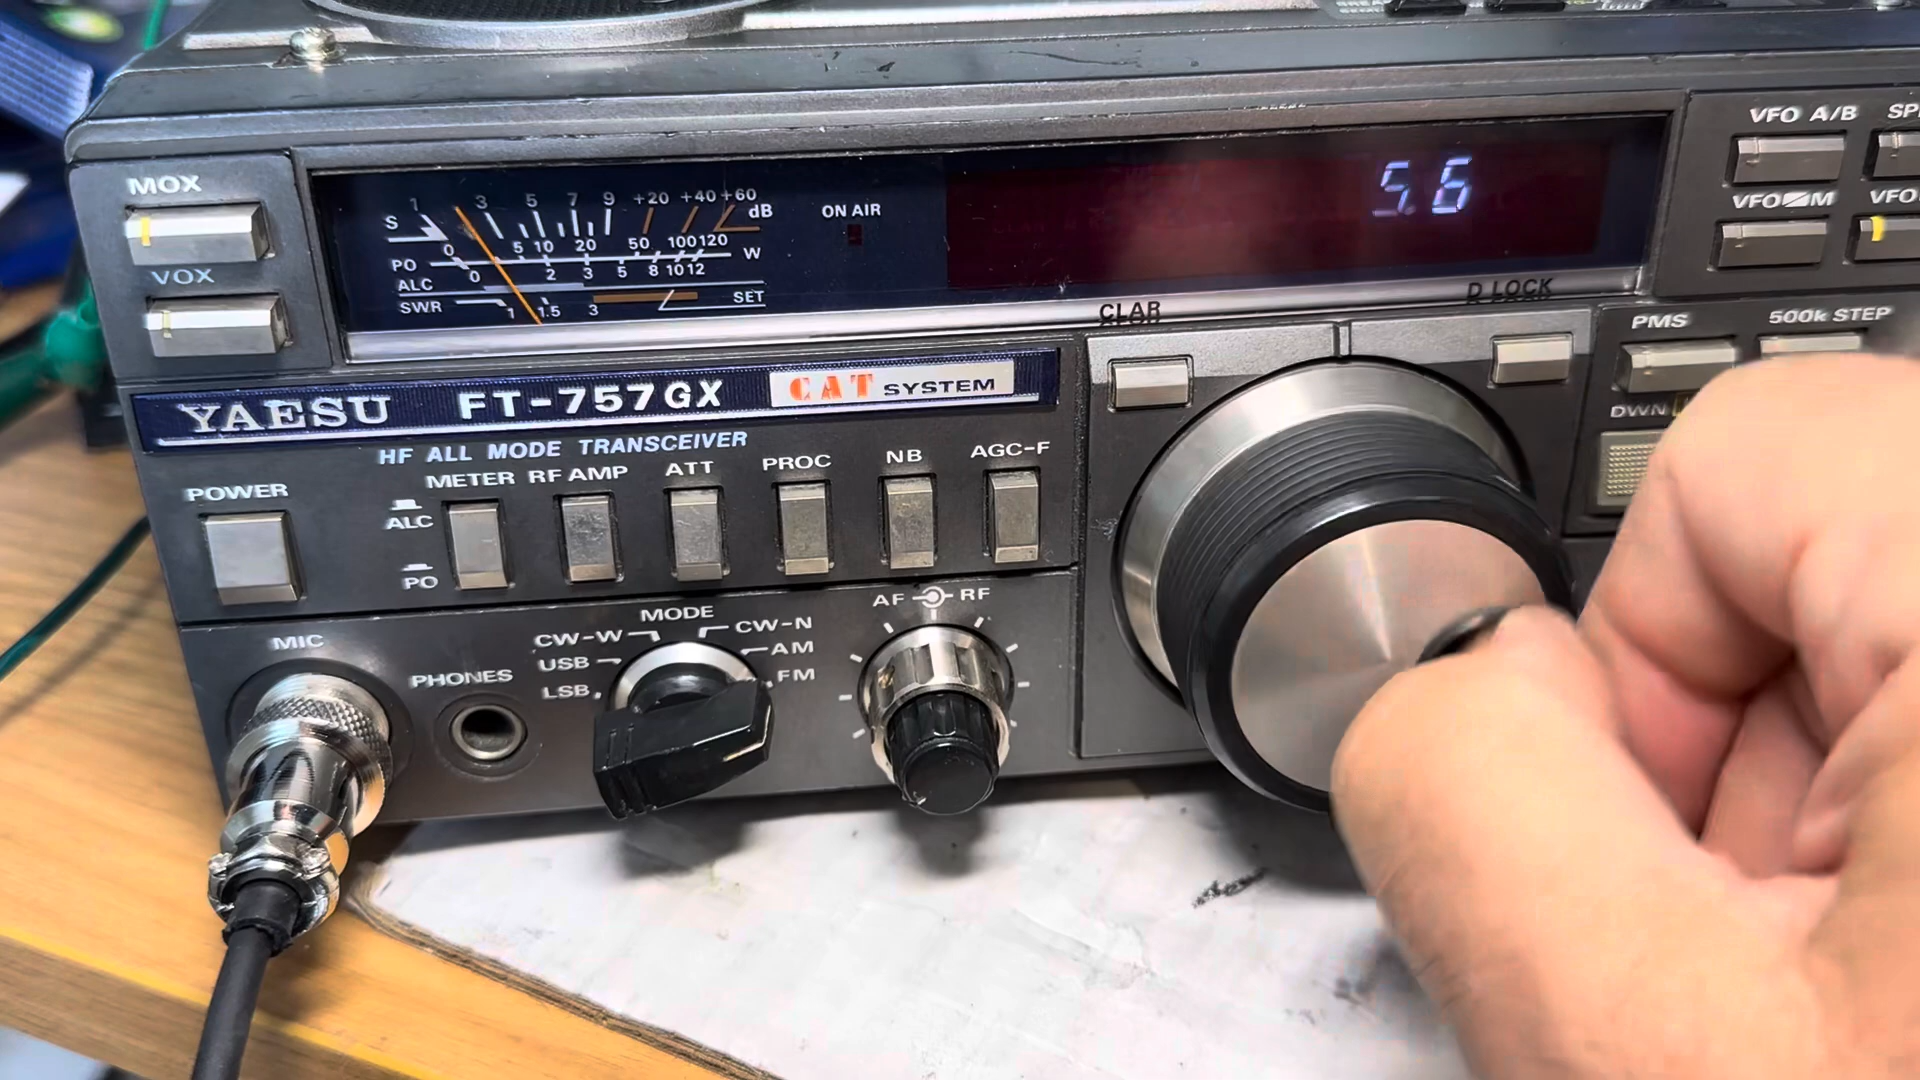 MOX
VOX
S 1 3 5 7 9 +20 +40 +60 dB
PO 0 5 10 20 50 100 120 W
ALC 0 2 3 5 8 10 12
SWR 1 1.5 3 SET
ON AIR
5.6
VFO A/B
VFO M
VFO
CLAR
D LOCK
PMS
500k STEP
DWN
YAESU FT-757GX CAT SYSTEM
HF ALL MODE TRANSCEIVER
POWER
METER RF AMP ATT PROC NB AGC-F
ALC
PO
MIC
PHONES
MODE
CW-W CW-N
USB AM
LSB FM
AF RF